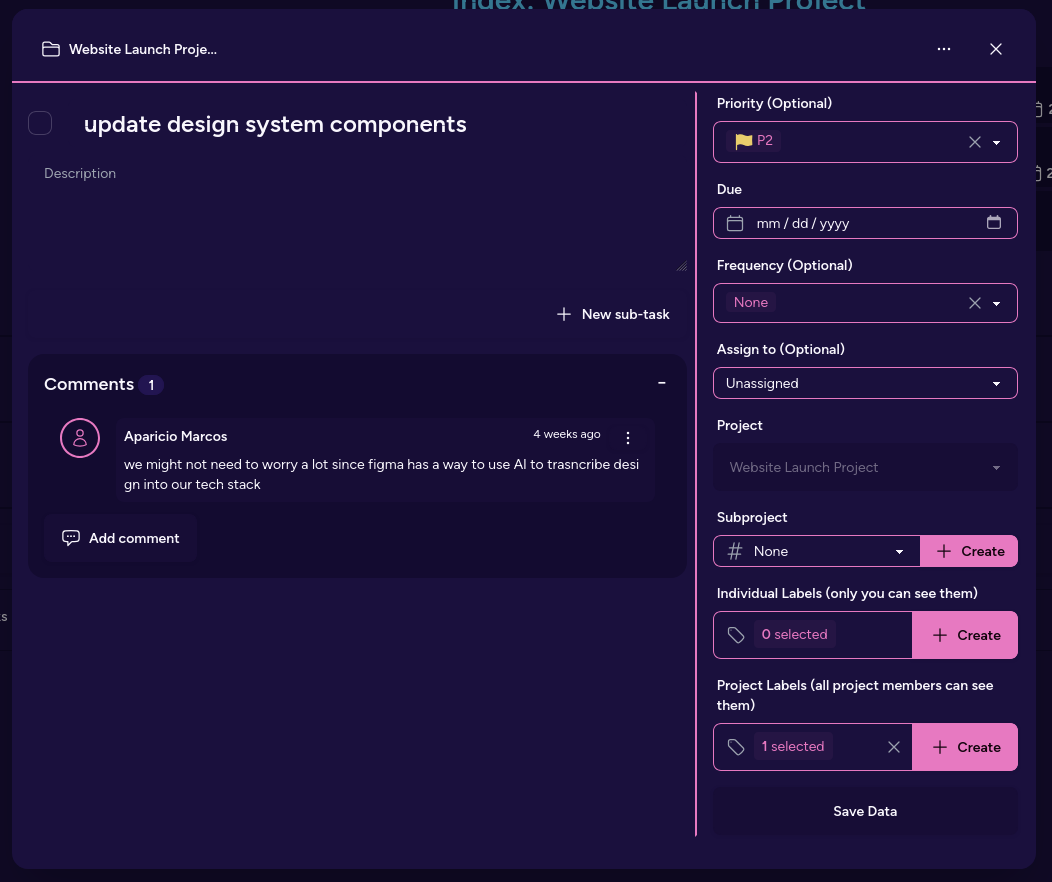 Index: Website Launch Project
Website Launch Proje...
update design system components
Description
New sub-task
Comments 1
Aparicio Marcos
4 weeks ago
we might not need to worry a lot since figma has a way to use AI to trasncribe desi
gn into our tech stack
Add comment
Priority (Optional)
P2
Due
mm / dd / yyyy
Frequency (Optional)
None
Assign to (Optional)
Unassigned
Project
Website Launch Project
Subproject
None
Create
Individual Labels (only you can see them)
0 selected
Create
Project Labels (all project members can see
them)
1 selected
Create
Save Data